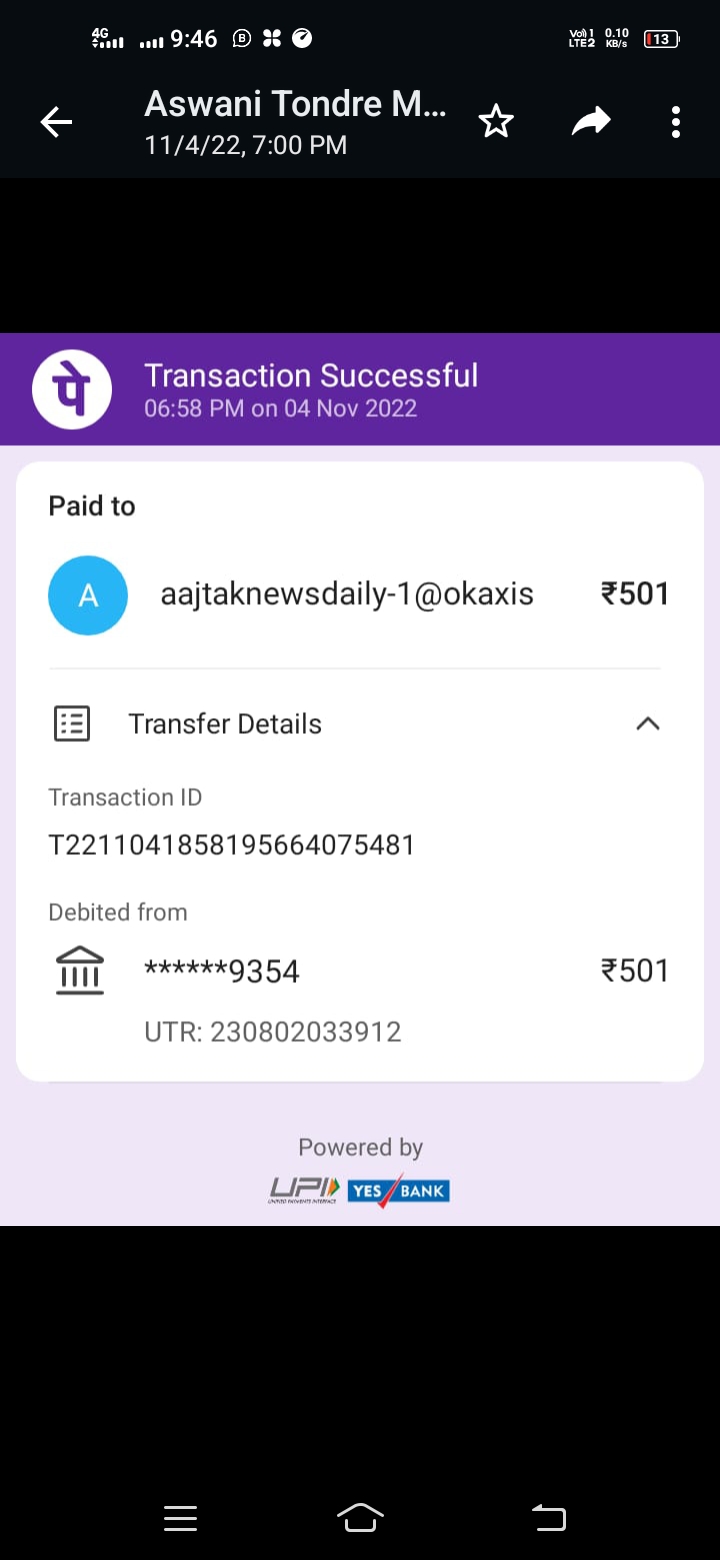 4G 9:46 Vo)) 1 LTE2 0.10 KB/s 13
Aswani Tondre M...
11/4/22, 7:00 PM
पे
Transaction Successful
06:58 PM on 04 Nov 2022
Paid to
A aajtaknewsdaily-1@okaxis ₹501
Transfer Details
Transaction ID
T2211041858195664075481
Debited from
******9354 ₹501
UTR: 230802033912
Powered by
UPI YES BANK
UNIFIED PAYMENTS INTERFACE